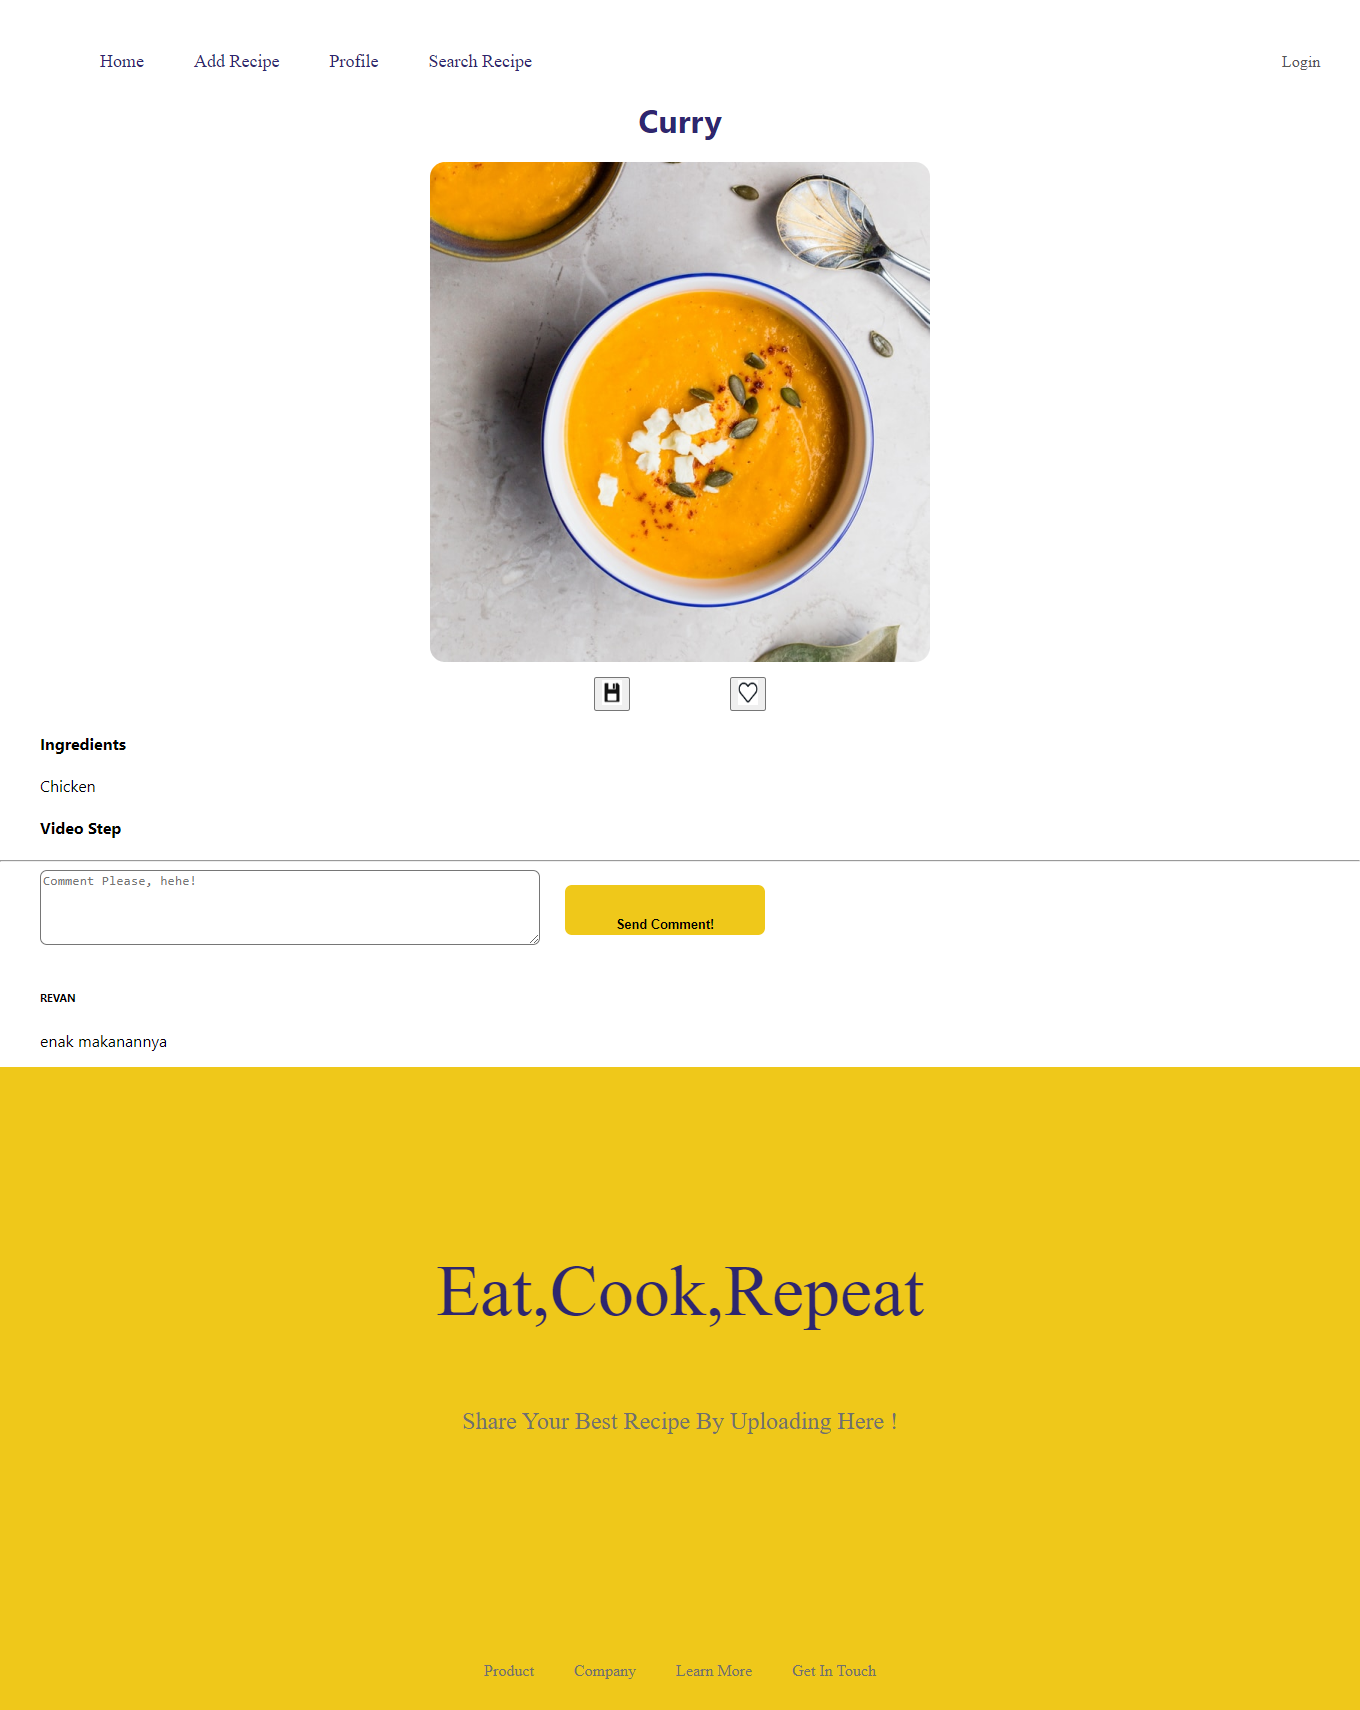 Home Add Recipe Profile Search Recipe Login
Curry
Ingredients
Chicken
Video Step
Comment Please, hehe!
Send Comment!
REVAN
enak makanannya
Eat,Cook,Repeat
Share Your Best Recipe By Uploading Here !
Product Company Learn More Get In Touch